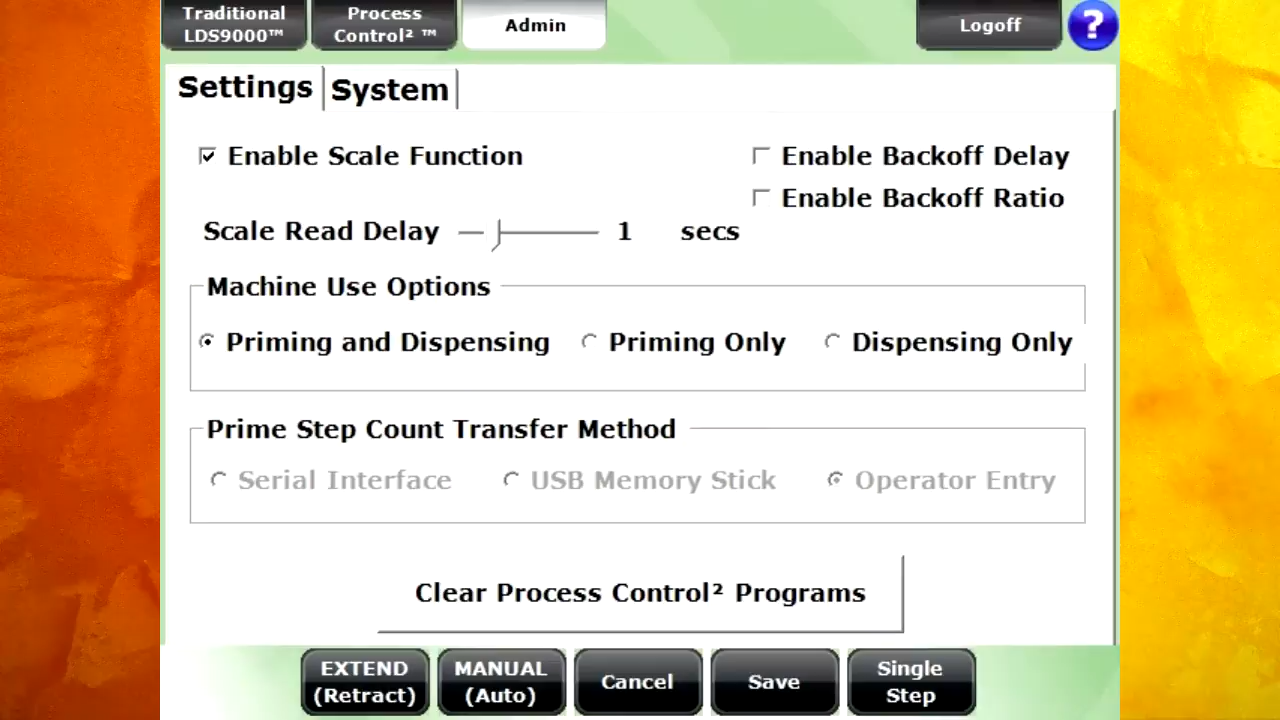 Traditional
LDS9000™
Process
Control² ™
Admin
Logoff
?
Settings
System
Enable Scale Function
Enable Backoff Delay
Enable Backoff Ratio
Scale Read Delay 1 secs
Machine Use Options
Priming and Dispensing
Priming Only
Dispensing Only
Prime Step Count Transfer Method
Serial Interface
USB Memory Stick
Operator Entry
Clear Process Control² Programs
EXTEND
(Retract)
MANUAL
(Auto)
Cancel
Save
Single
Step